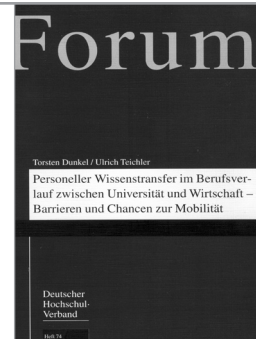 Forum
Torsten Dunkel / Ulrich Teichler
Personeller Wissenstransfer im Berufsver-
lauf zwischen Universität und Wirtschaft –
Barrieren und Chancen zur Mobilität
Deutscher
Hochschul-
Verband
Heft 74